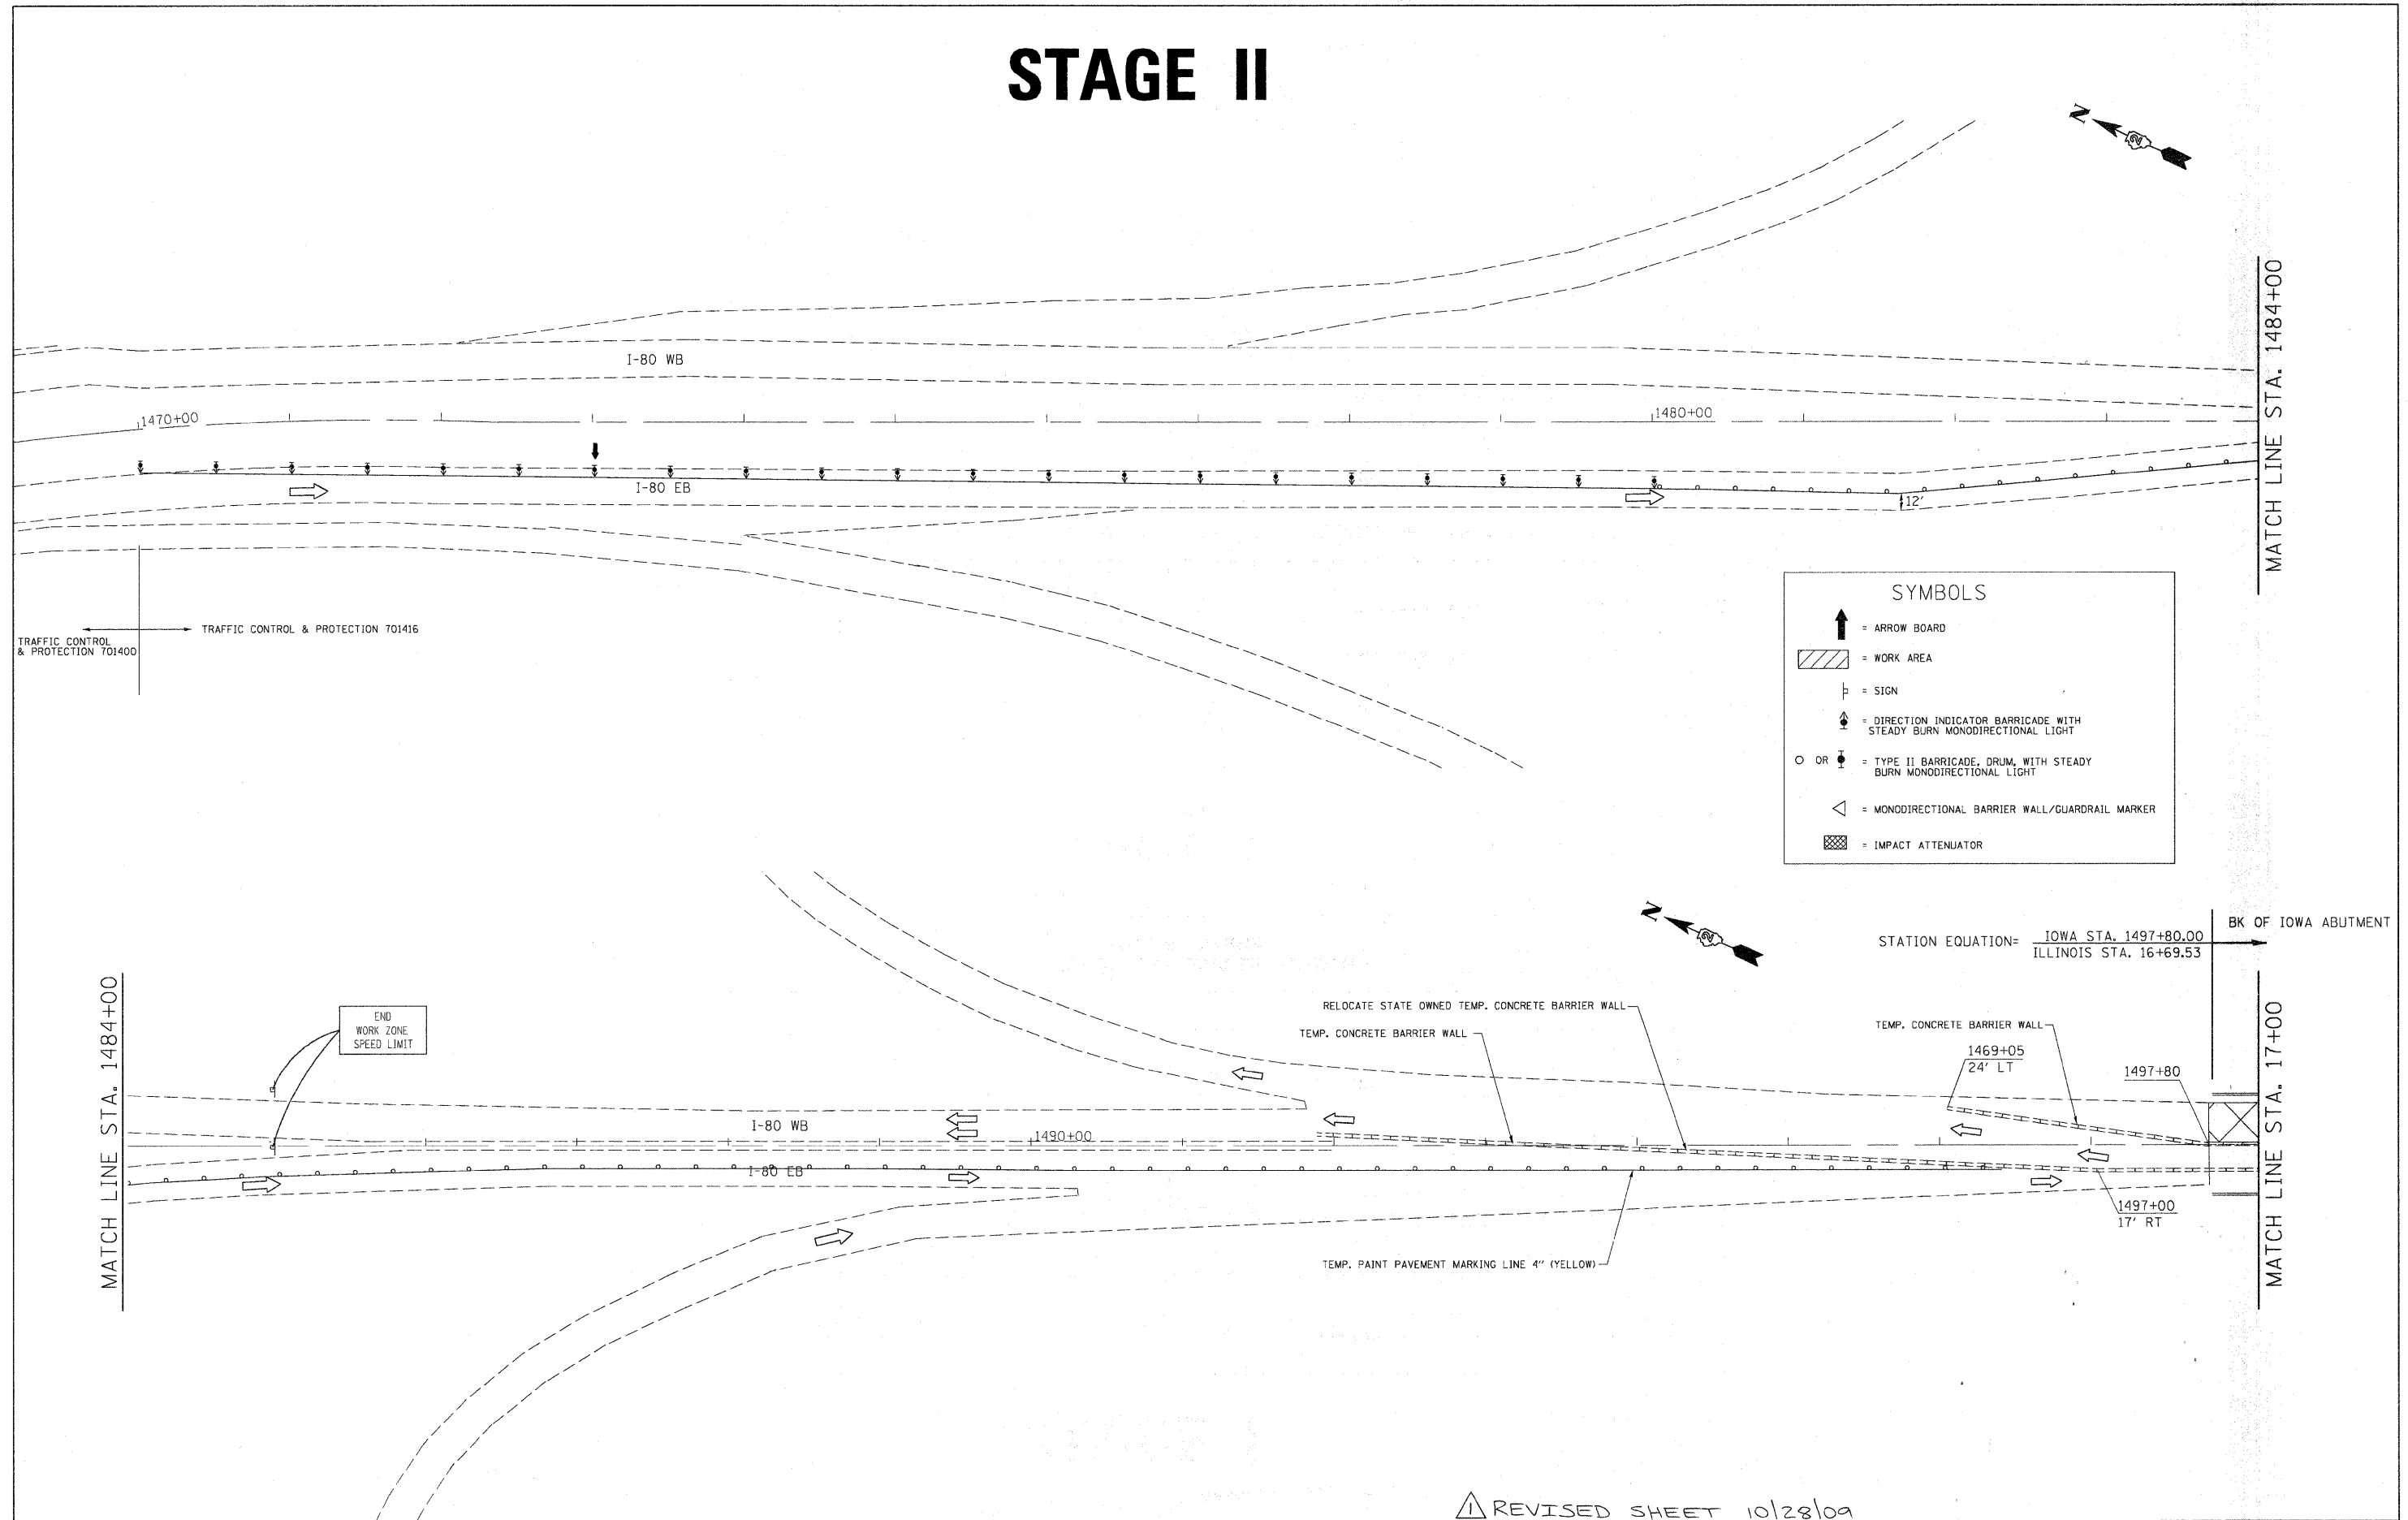 STAGE II
N
2
I-80 WB
1470+00
1480+00
I-80 EB
12'
MATCH LINE STA. 1484+00
TRAFFIC CONTROL
& PROTECTION 701400
TRAFFIC CONTROL & PROTECTION 701416
SYMBOLS
= ARROW BOARD
= WORK AREA
= SIGN
= DIRECTION INDICATOR BARRICADE WITH
STEADY BURN MONODIRECTIONAL LIGHT
O OR = TYPE II BARRICADE, DRUM, WITH STEADY
BURN MONODIRECTIONAL LIGHT
= MONODIRECTIONAL BARRIER WALL/GUARDRAIL MARKER
= IMPACT ATTENUATOR
N
2
STATION EQUATION= IOWA STA. 1497+80.00
ILLINOIS STA. 16+69.53
BK OF IOWA ABUTMENT
MATCH LINE STA. 1484+00
END
WORK ZONE
SPEED LIMIT
RELOCATE STATE OWNED TEMP. CONCRETE BARRIER WALL
TEMP. CONCRETE BARRIER WALL
TEMP. CONCRETE BARRIER WALL
1469+05
24' LT
1497+80
I-80 WB
1490+00
I-80 EB
1497+00
17' RT
TEMP. PAINT PAVEMENT MARKING LINE 4" (YELLOW)
MATCH LINE STA. 17+00
1 REVISED SHEET 10/28/09